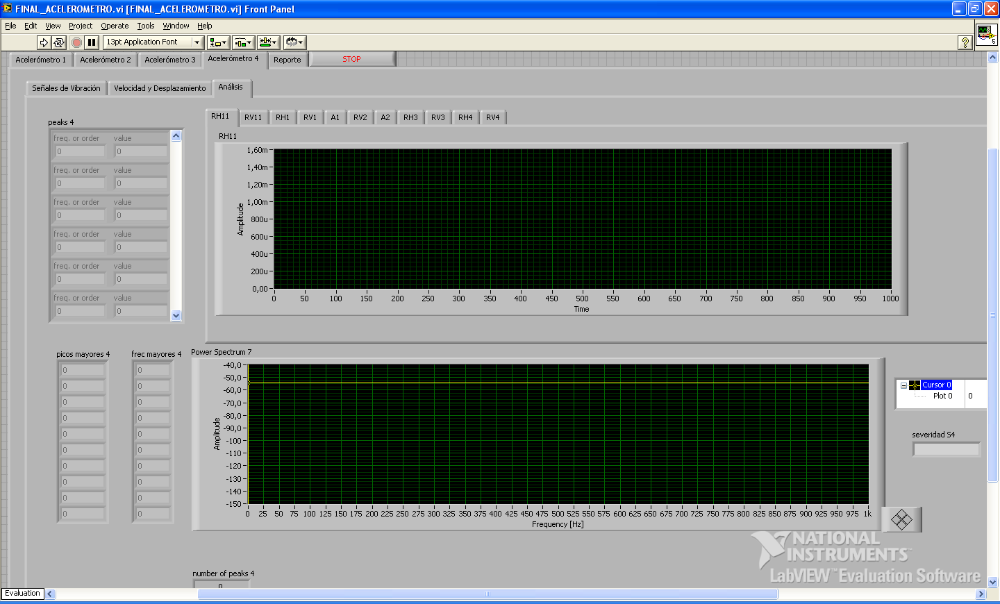 FINAL_ACELEROMETRO.vi [FINAL_ACELEROMETRO.vi] Front Panel
File Edit View Project Operate Tools Window Help
13pt Application Font
5
Acelerómetro 1 Acelerómetro 2 Acelerómetro 3 Acelerómetro 4 Reporte STOP
Señales de Vibración Velocidad y Desplazamiento Análisis
peaks 4
freq. or order value
0 0
freq. or order value
0 0
freq. or order value
0 0
freq. or order value
0 0
freq. or order value
0 0
freq. or order value
0 0
RH11 RV11 RH1 RV1 A1 RV2 A2 RH3 RV3 RH4 RV4
RH11
1,60m
1,40m
1,20m
1,00m
800u
600u
400u
200u
0,00
Amplitude
0 50 100 150 200 250 300 350 400 450 500 550 600 650 700 750 800 850 900 950 1000
Time
picos mayores 4
0
0
0
0
0
0
0
0
0
0
frec mayores 4
0
0
0
0
0
0
0
0
0
0
Power Spectrum 7
-40,0
-50,0
-60,0
-70,0
-80,0
-90,0
-100
-110
-120
-130
-140
-150
Amplitude
0 25 50 75 100 125 150 175 200 225 250 275 300 325 350 375 400 425 450 475 500 525 550 575 600 625 650 675 700 725 750 775 800 825 850 875 900 925 950 975 1k
Frequency [Hz]
Cursor 0
Plot 0 0
severidad S4
NATIONAL
INSTRUMENTS™
LabVIEW™ Evaluation Software
number of peaks 4
0
Evaluation